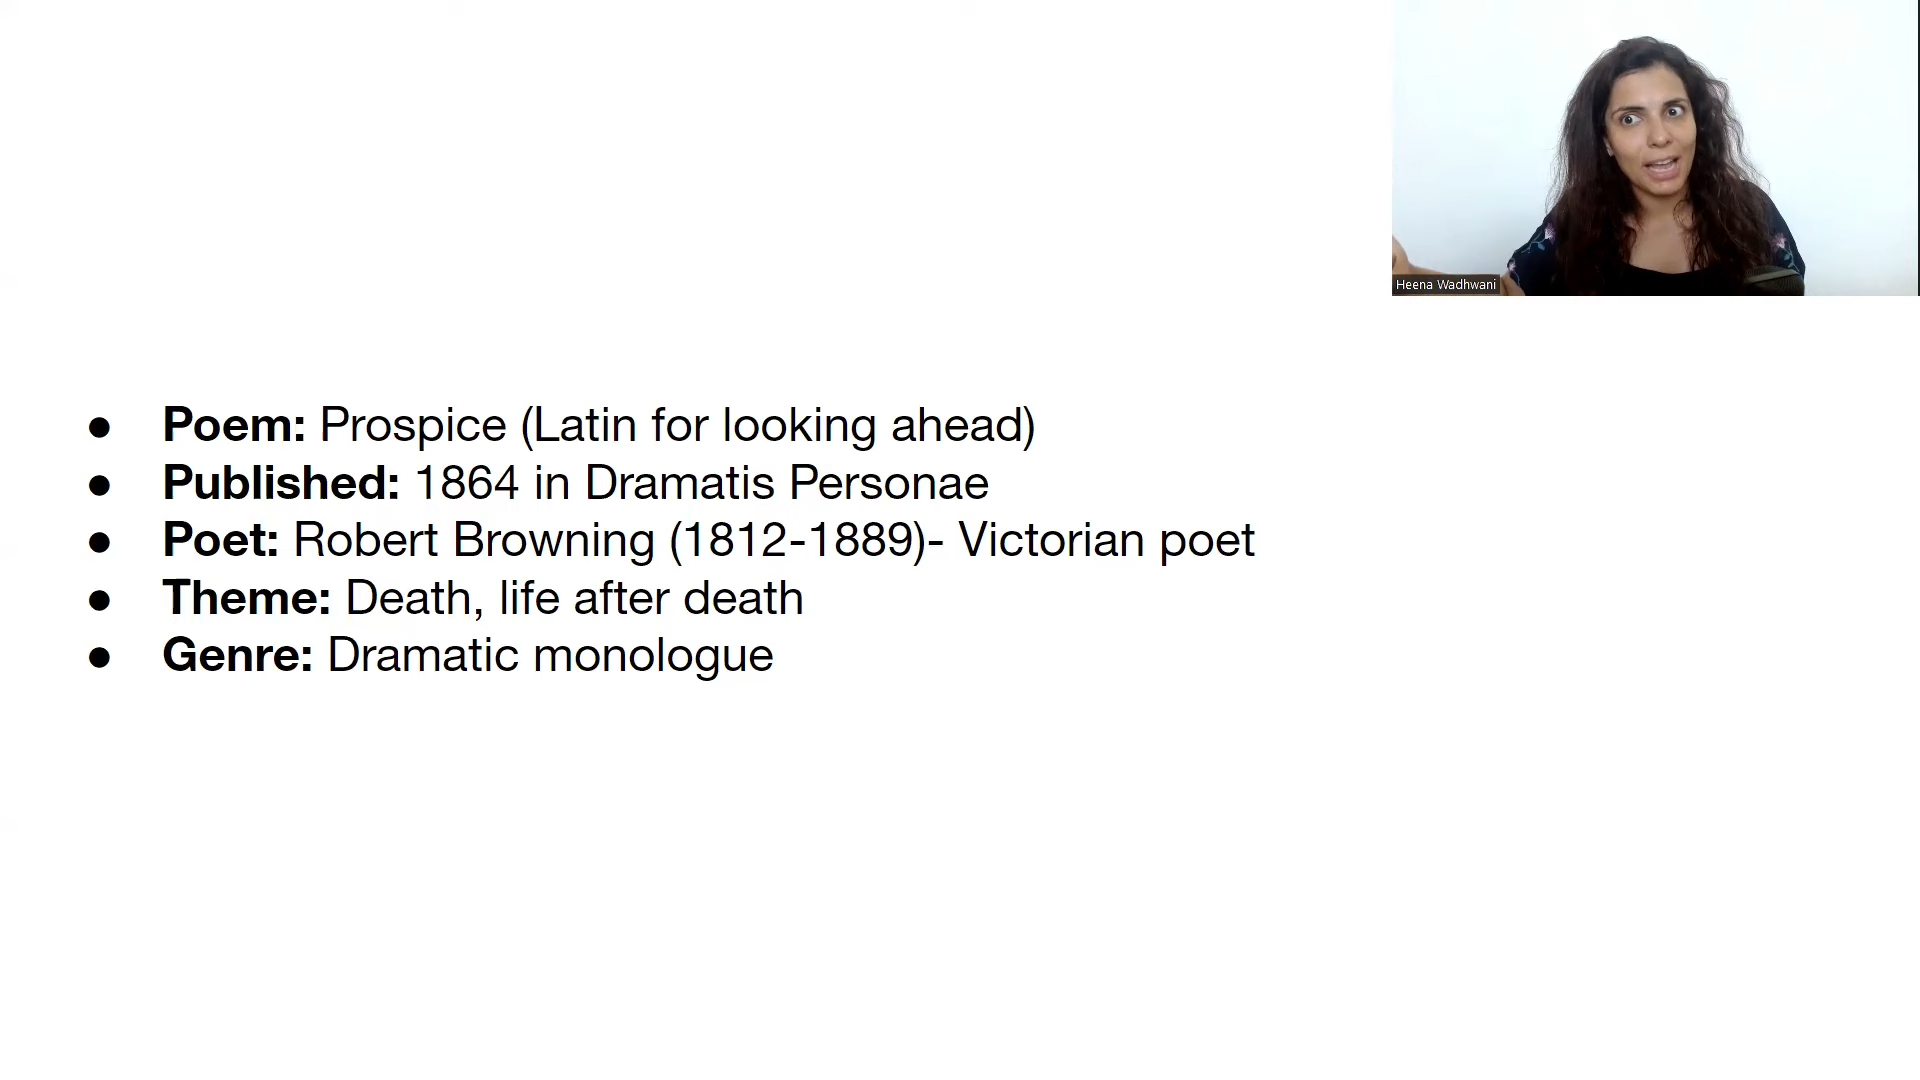 Heena Wadhwani
● Poem: Prospice (Latin for looking ahead)
● Published: 1864 in Dramatis Personae
● Poet: Robert Browning (1812-1889)- Victorian poet
● Theme: Death, life after death
● Genre: Dramatic monologue